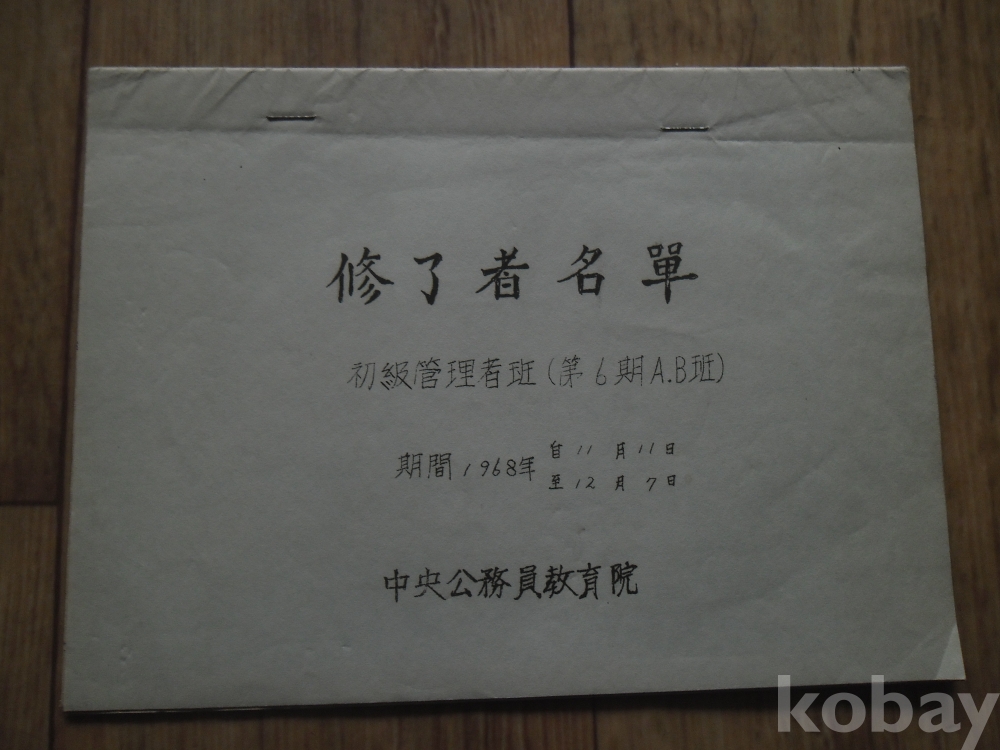 修了者名單
初級管理者班(第6期A.B班)
期間1968年 自11月11日
至12月7日
中央公務員教育院
kobay